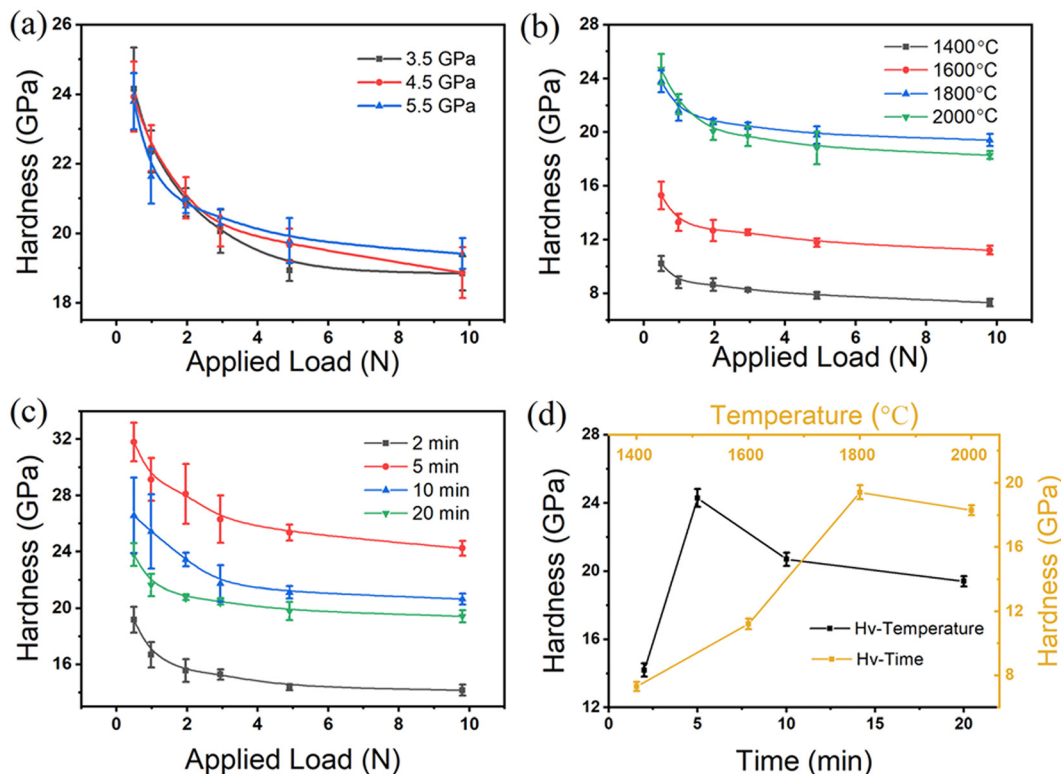 (a)
26
24
22
20
18
Hardness (GPa)
3.5 GPa
4.5 GPa
5.5 GPa
0 2 4 6 8 10
Applied Load (N)
(b)
28
24
20
16
12
8
Hardness (GPa)
1400°C
1600°C
1800°C
2000°C
0 2 4 6 8 10
Applied Load (N)
(c)
32
28
24
20
16
Hardness (GPa)
2 min
5 min
10 min
20 min
0 2 4 6 8 10
Applied Load (N)
(d)
Temperature (°C)
1400 1600 1800 2000
28
24
20
16
12
Hardness (GPa)
Hv-Temperature
Hv-Time
20
16
12
8
Hardness (GPa)
5 10 15 20
Time (min)